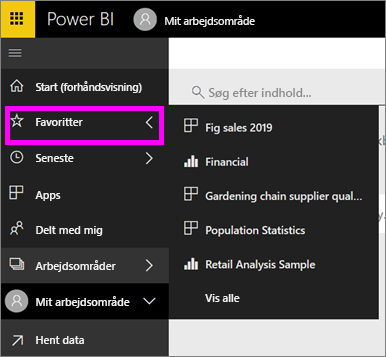 Power BI
Mit arbejdsområde
Start (forhåndsvisning)
Søg efter indhold...
Favoritter
Fig sales 2019
Seneste
Financial
Apps
Gardening chain supplier qual...
Delt med mig
Population Statistics
Arbejdsområder
Retail Analysis Sample
Mit arbejdsområde
Vis alle
Hent data